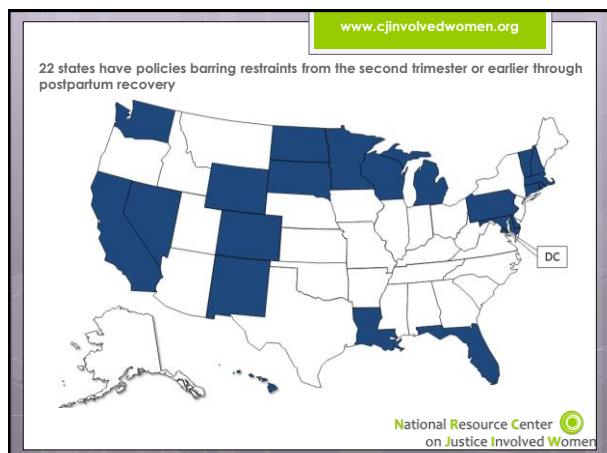 www.cjinvolvedwomen.org
22 states have policies barring restraints from the second trimester or earlier through
postpartum recovery
DC
National Resource Center
on Justice Involved Women